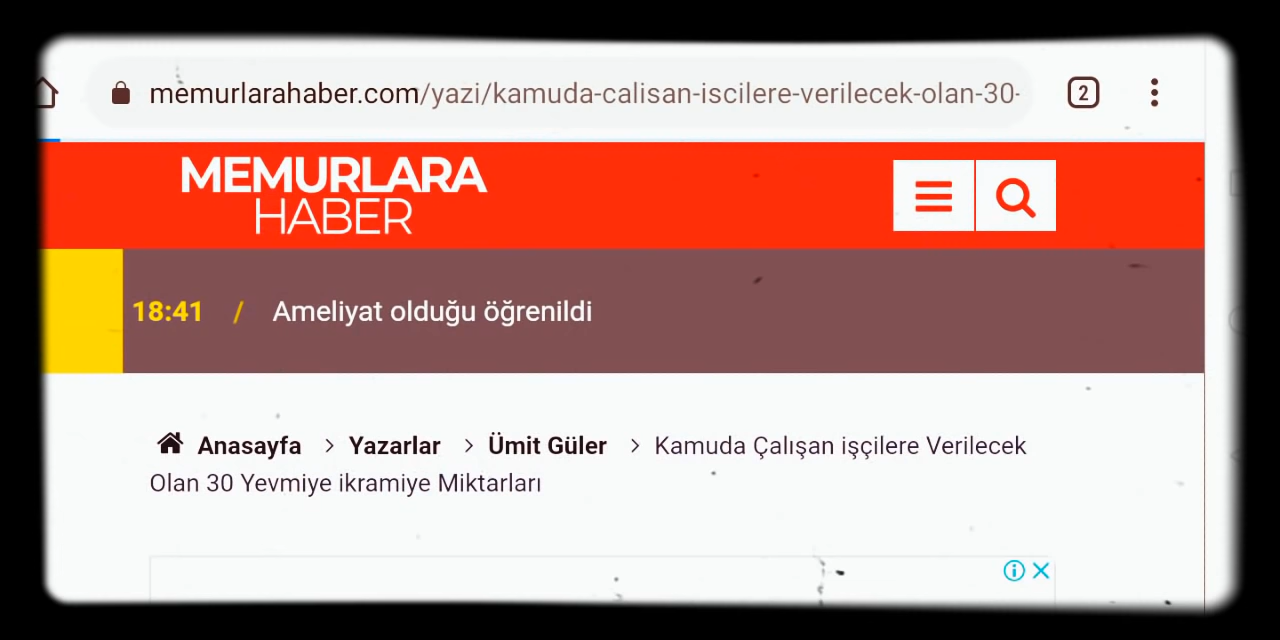 memurlarahaber.com/yazi/kamuda-calisan-iscilere-verilecek-olan-30-
2
MEMURLARA
HABER
18:41 / Ameliyat olduğu öğrenildi
Anasayfa > Yazarlar > Ümit Güler > Kamuda Çalışan işçilere Verilecek
Olan 30 Yevmiye ikramiye Miktarları